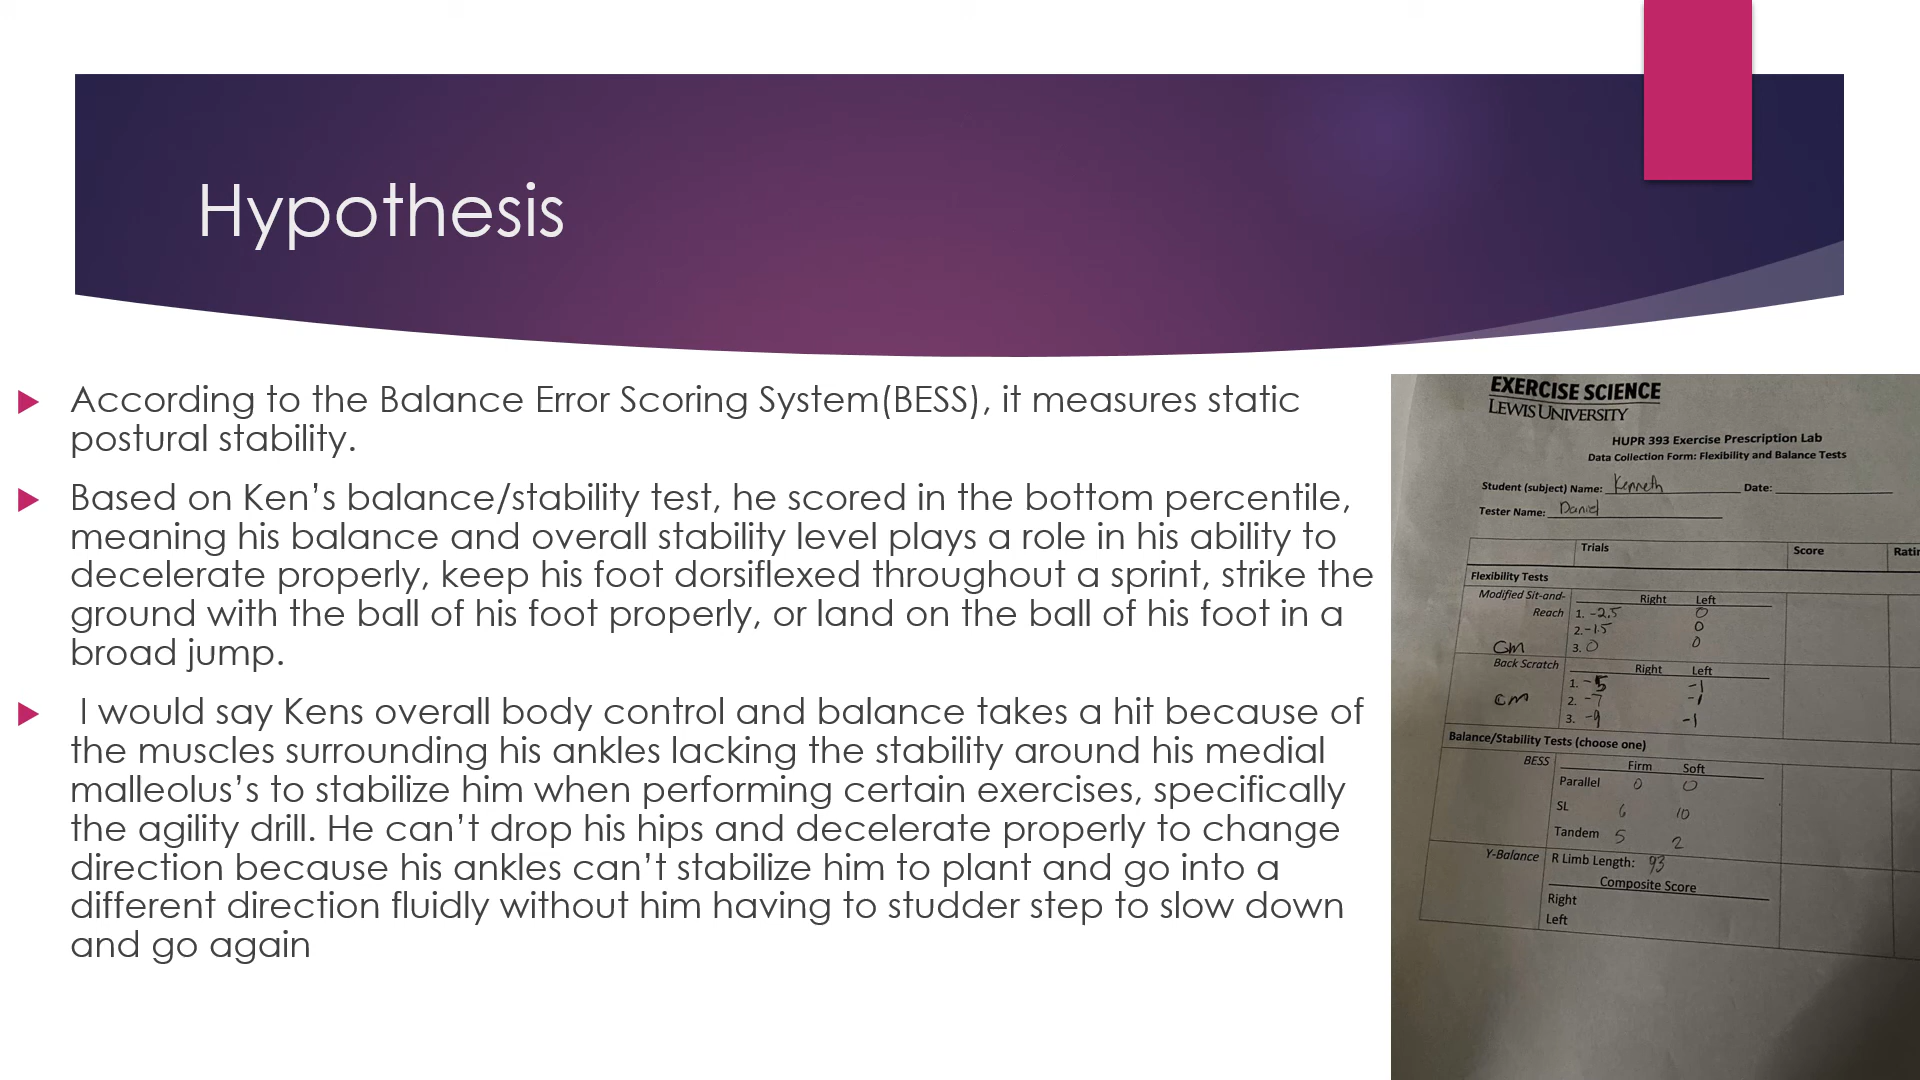 Hypothesis
According to the Balance Error Scoring System(BESS), it measures static
postural stability.
Based on Ken’s balance/stability test, he scored in the bottom percentile,
meaning his balance and overall stability level plays a role in his ability to
decelerate properly, keep his foot dorsiflexed throughout a sprint, strike the
ground with the ball of his foot properly, or land on the ball of his foot in a
broad jump.
I would say Kens overall body control and balance takes a hit because of
the muscles surrounding his ankles lacking the stability around his medial
malleolus’s to stabilize him when performing certain exercises, specifically
the agility drill. He can’t drop his hips and decelerate properly to change
direction because his ankles can’t stabilize him to plant and go into a
different direction fluidly without him having to studder step to slow down
and go again
EXERCISE SCIENCE
LEWIS UNIVERSITY
HUPR 393 Exercise Prescription Lab
Data Collection Form: Flexibility and Balance Tests
Student (subject) Name: Kenneth Date:
Tester Name: Daniel
Trials Score
Flexibility Tests
Modified Sit-and- Right Left
Reach 1. -2.5 0
2. -1.5 0
cm 3. 0 0
Back Scratch Right Left
1. -5 -1
cm 2. -7 -1
3. -9 -1
Balance/Stability Tests (choose one)
BESS Firm Soft
Parallel 0 0
SL 6 10
Tandem 5 2
Y-Balance R Limb Length: 93
Composite Score
Right
Left